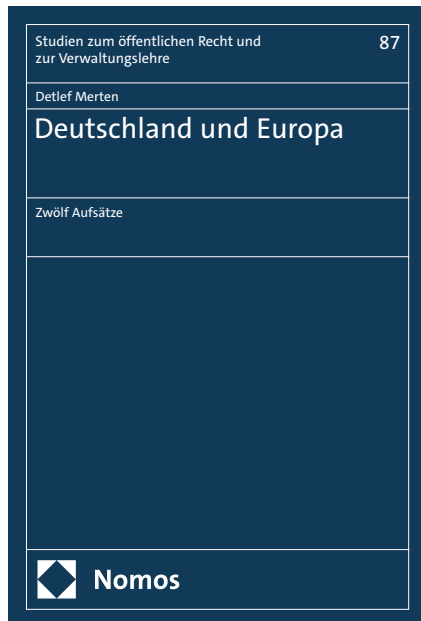 Studien zum öffentlichen Recht und
zur Verwaltungslehre
87
Detlef Merten
Deutschland und Europa
Zwölf Aufsätze
Nomos